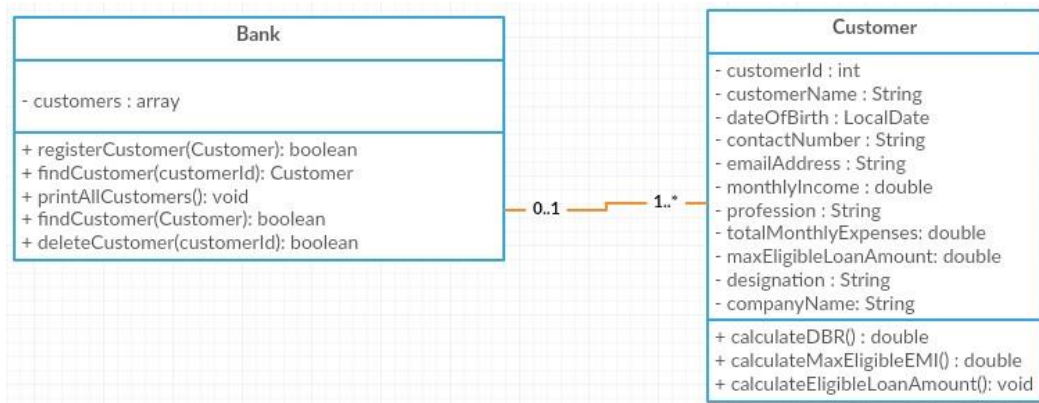 Bank
- customers : array
+ registerCustomer(Customer): boolean
+ findCustomer(customerId): Customer
+ printAllCustomers(): void
+ findCustomer(Customer): boolean
+ deleteCustomer(customerId): boolean
0..1
1..*
Customer
- customerId : int
- customerName : String
- dateOfBirth : LocalDate
- contactNumber : String
- emailAddress : String
- monthlyIncome : double
- profession : String
- totalMonthlyExpenses: double
- maxEligibleLoanAmount: double
- designation : String
- companyName: String
+ calculateDBR() : double
+ calculateMaxEligibleEMI() : double
+ calculateEligibleLoanAmount(): void